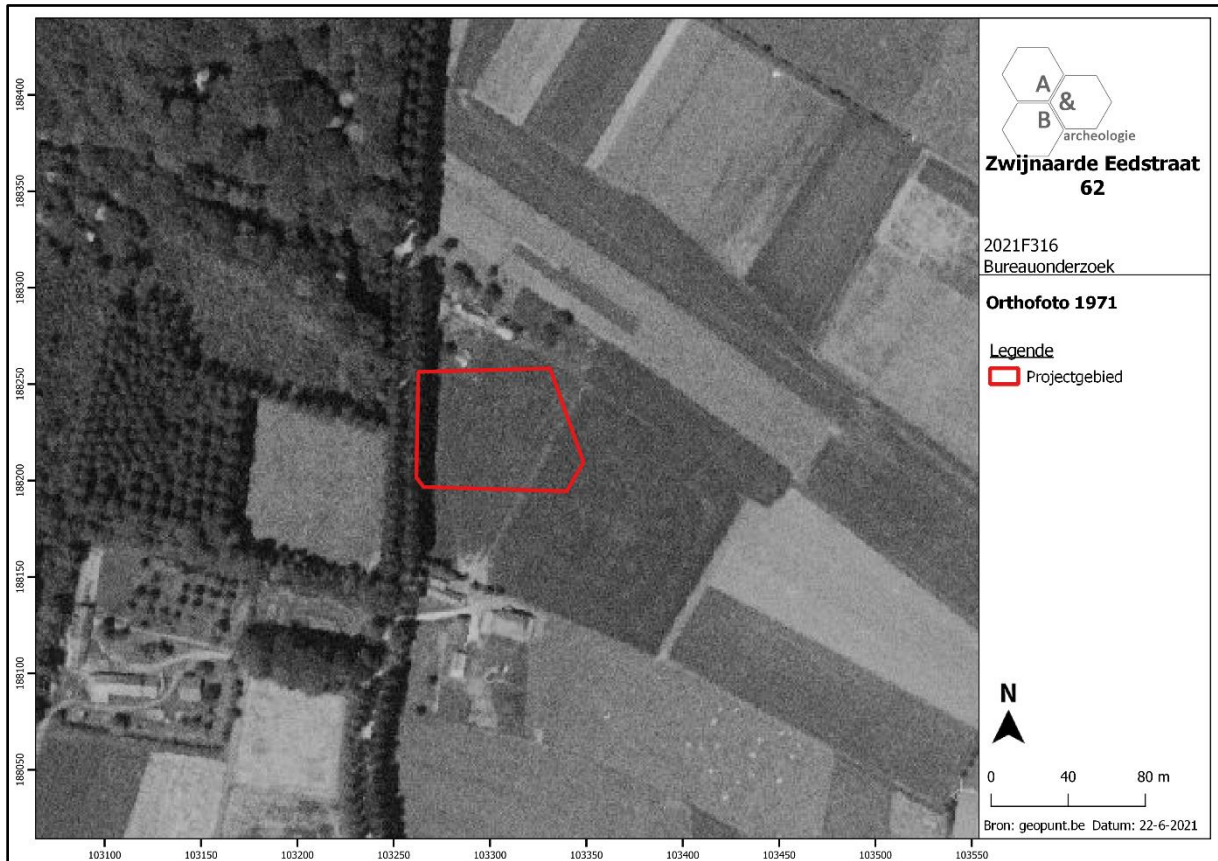 188400
188350
188300
188250
188200
188150
188100
188050
103100 103150 103200 103250 103300 103350 103400 103450 103500 103550
A
&
B
archeologie
Zwijnaarde Eedstraat
62
2021F316
Bureauonderzoek
Orthofoto 1971
Legende
Projectgebied
N
0 40 80 m
Bron: geopunt.be Datum: 22-6-2021